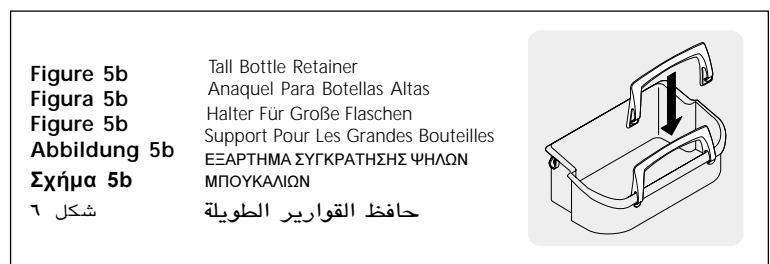 Figure 5b
Figura 5b
Figure 5b
Abbildung 5b
Σχήμα 5b
شكل ٦
Tall Bottle Retainer
Anaquel Para Botellas Altas
Halter Für Große Flaschen
Support Pour Les Grandes Bouteilles
ΕΞΑΡΤΗΜΑ ΣΥΓΚΡΑΤΗΣΗΣ ΨΗΛΩΝ
ΜΠΟΥΚΑΛΙΩΝ
حافظ القوارير الطويلة